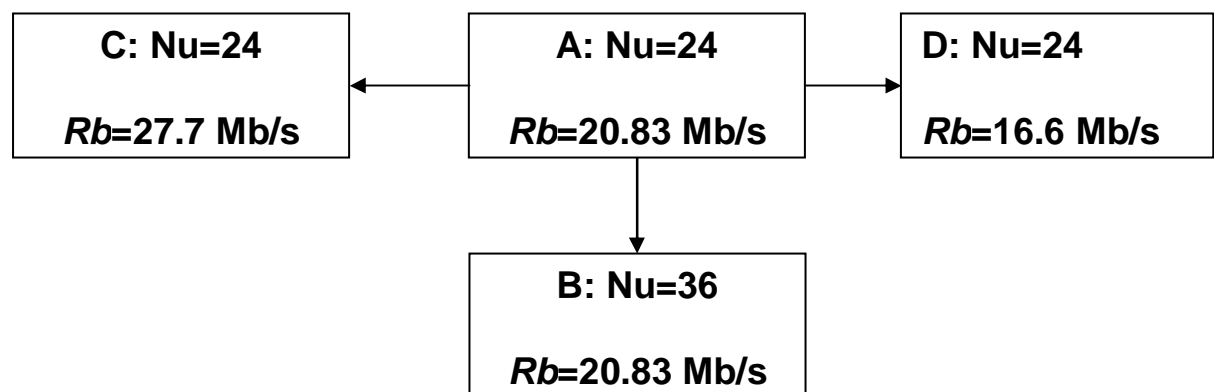 C: Nu=24
Rb=27.7 Mb/s
A: Nu=24
Rb=20.83 Mb/s
D: Nu=24
Rb=16.6 Mb/s
B: Nu=36
Rb=20.83 Mb/s